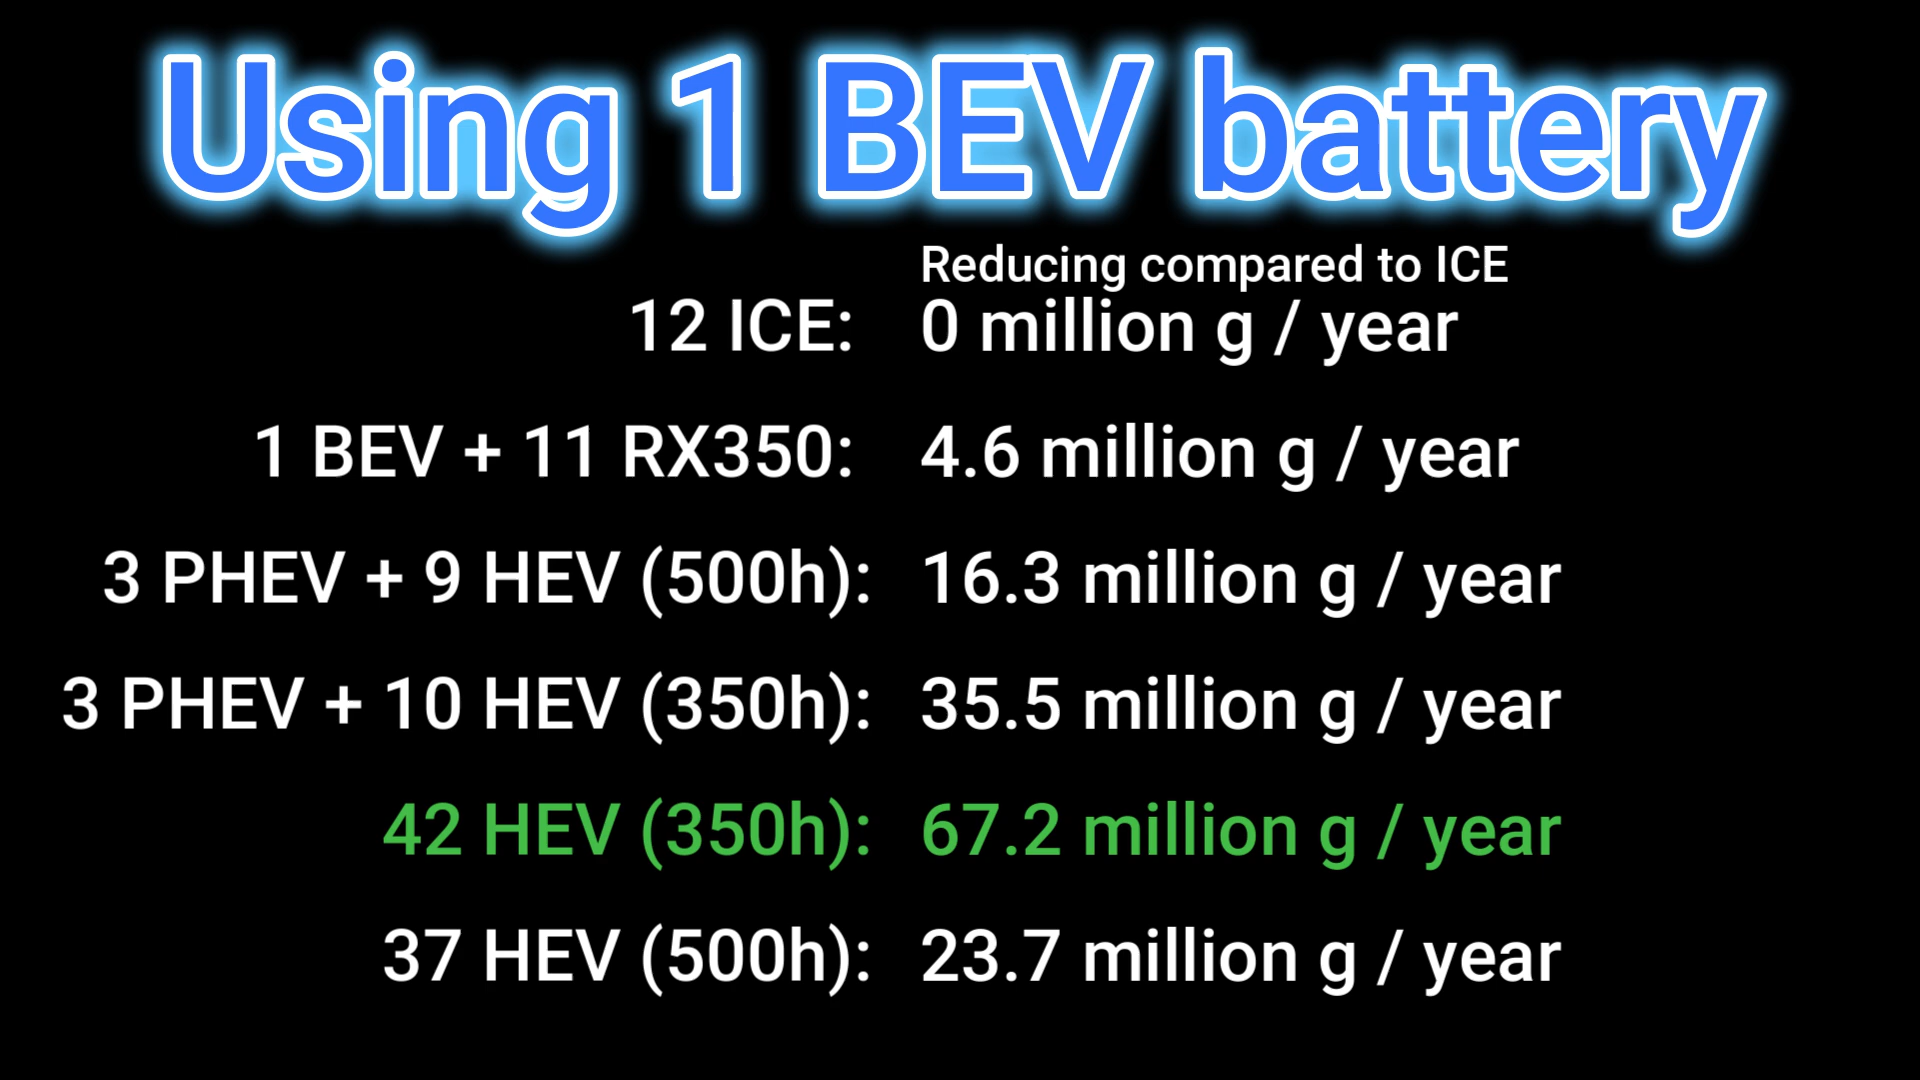 Using 1 BEV battery
Reducing compared to ICE
12 ICE: 0 million g / year
1 BEV + 11 RX350: 4.6 million g / year
3 PHEV + 9 HEV (500h): 16.3 million g / year
3 PHEV + 10 HEV (350h): 35.5 million g / year
42 HEV (350h): 67.2 million g / year
37 HEV (500h): 23.7 million g / year